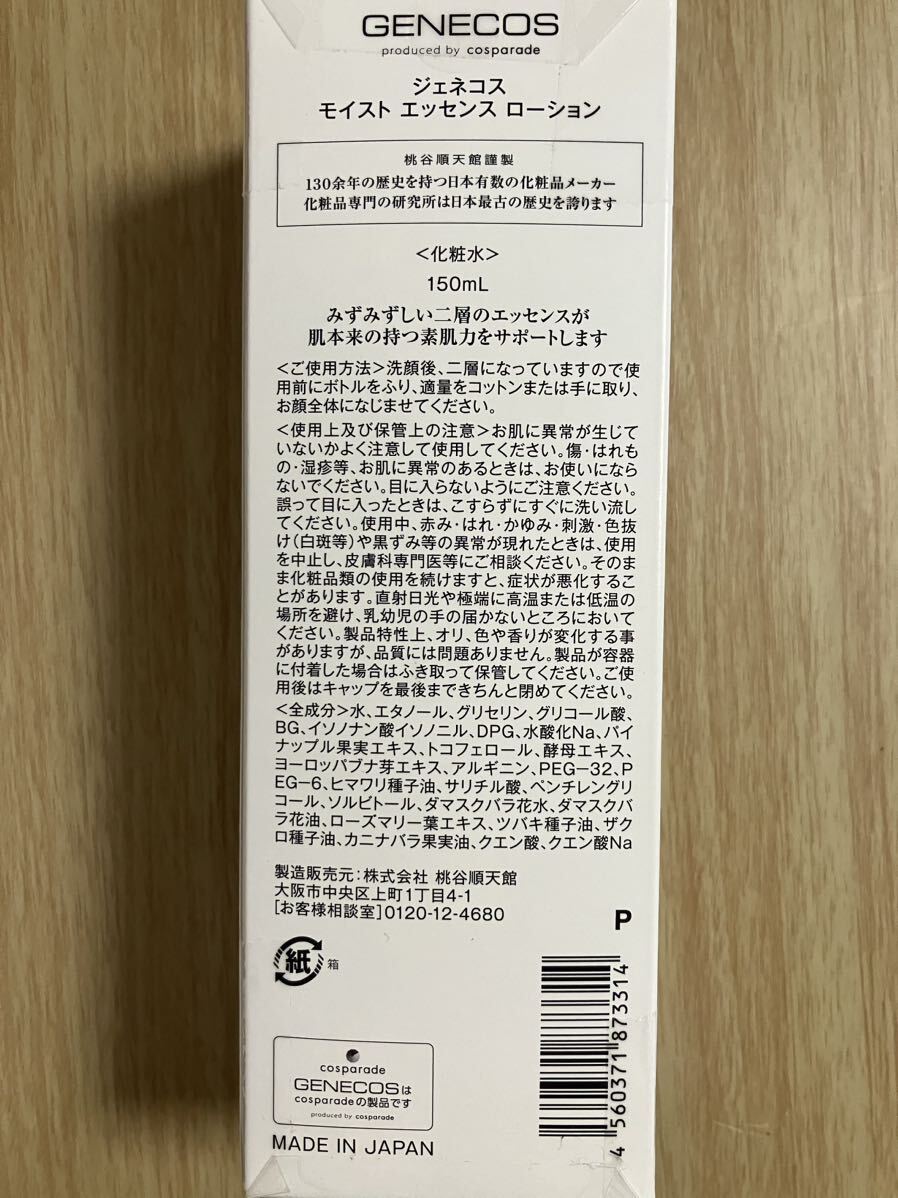 GENECOS
produced by cosparade
ジェネコス
モイスト エッセンス ローション
桃谷順天館謹製
130余年の歴史を持つ日本有数の化粧品メーカー
化粧品専門の研究所は日本最古の歴史を誇ります
＜化粧水＞
150mL
みずみずしい二層のエッセンスが
肌本来の持つ素肌力をサポートします
＜ご使用方法＞洗顔後、二層になっていますので使
用前にボトルをふり、適量をコットンまたは手に取り、
お顔全体になじませてください。
＜使用上及び保管上の注意＞お肌に異常が生じて
いないかよく注意して使用してください。傷・はれも
の・湿疹等、お肌に異常のあるときは、お使いになら
ないでください。目に入らないようにご注意ください。
誤って目に入ったときは、こすらずにすぐに洗い流し
てください。使用中、赤み・はれ・かゆみ・刺激・色抜
け(白斑等)や黒ずみ等の異常が現れたときは、使用
を中止し、皮膚科専門医等にご相談ください。そのま
ま化粧品類の使用を続けますと、症状が悪化するこ
とがあります。直射日光や極端に高温または低温の
場所を避け、乳幼児の手の届かないところにおいて
ください。製品特性上、オリ、色や香りが変化する事
がありますが、品質には問題ありません。製品が容器
に付着した場合はふき取って保管してください。ご使
用後はキャップを最後まできちんと閉めてください。
＜全成分＞水、エタノール、グリセリン、グリコール酸、
BG、イソノナン酸イソノニル、DPG、水酸化Na、パイ
ナップル果実エキス、トコフェロール、酵母エキス、
ヨーロッパブナ芽エキス、アルギニン、PEG-32、P
EG-6、ヒマワリ種子油、サリチル酸、ペンチレングリ
コール、ソルビトール、ダマスクバラ花水、ダマスクバ
ラ花油、ローズマリー葉エキス、ツバキ種子油、ザク
ロ種子油、カニナバラ果実油、クエン酸、クエン酸Na
製造販売元：株式会社 桃谷順天館
大阪市中央区上町1丁目4-1
[お客様相談室]0120-12-4680
P
紙 箱
4 560371 873314
cosparade
GENECOSは
cosparadeの製品です
produced by cosparade
MADE IN JAPAN